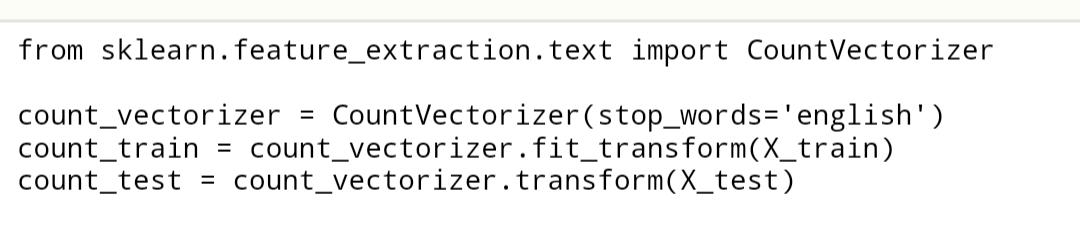 from sklearn.feature_extraction.text import CountVectorizer
count_vectorizer = CountVectorizer(stop_words='english')
count_train = count_vectorizer.fit_transform(X_train)
count_test = count_vectorizer.transform(X_test)